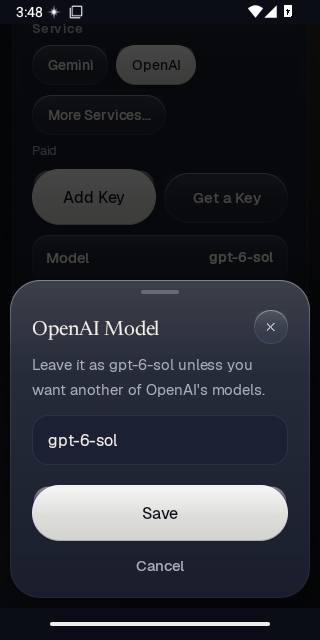 3:48
Service
Gemini
OpenAI
More Services...
Paid
Add Key
Get a Key
Model
gpt-6-sol
OpenAI Model
Leave it as gpt-6-sol unless you
want another of OpenAI's models.
gpt-6-sol
Save
Cancel